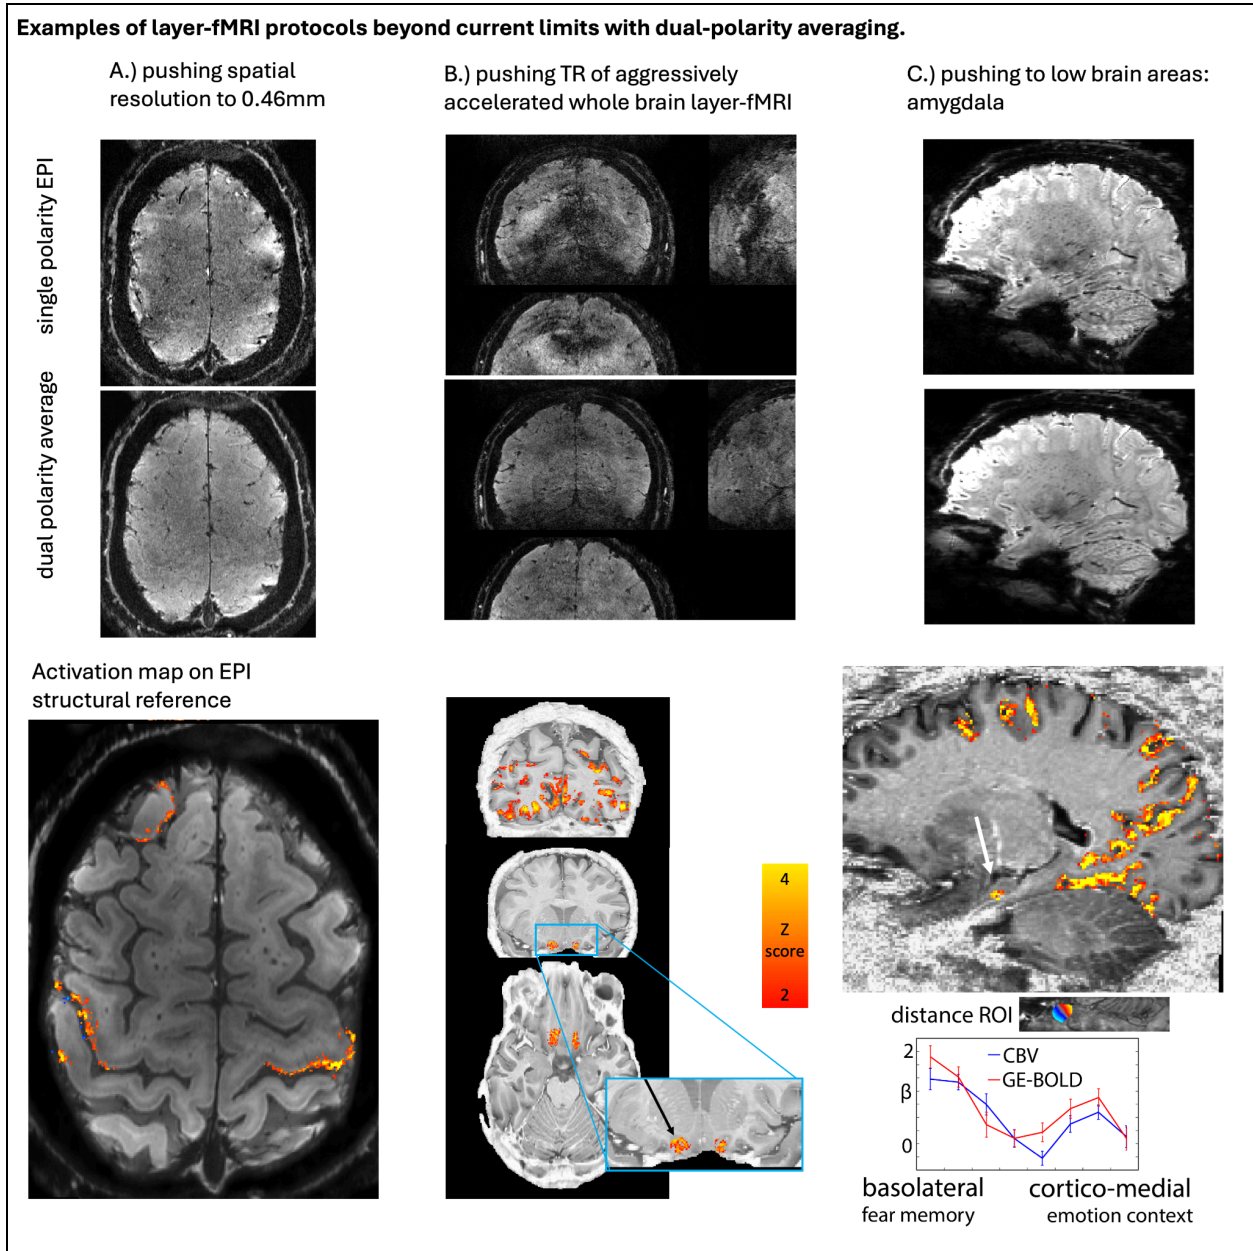 Examples of layer-fMRI protocols beyond current limits with dual-polarity averaging.
A.) pushing spatial
resolution to 0.46mm
B.) pushing TR of aggressively
accelerated whole brain layer-fMRI
C.) pushing to low brain areas:
amygdala
single polarity EPI
dual polarity average
Activation map on EPI
structural reference
4
Z
score
2
distance ROI
2
β
0
CBV
GE-BOLD
basolateral
fear memory
cortico-medial
emotion context